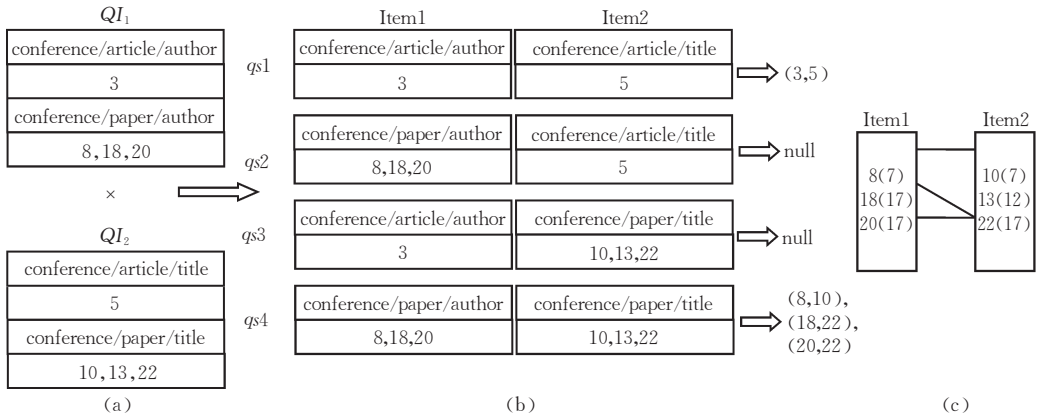 QI₁
conference/article/author
3
conference/paper/author
8,18,20
×
QI₂
conference/article/title
5
conference/paper/title
10,13,22
(a)
Item1 Item2
qs1 conference/article/author conference/article/title
3 5 (3,5)
qs2 conference/paper/author conference/article/title
8,18,20 5 null
qs3 conference/article/author conference/paper/title
3 10,13,22 null
qs4 conference/paper/author conference/paper/title
8,18,20 10,13,22
(8,10),
(18,22),
(20,22)
(b)
Item1 Item2
8(7) 10(7)
18(17) 13(12)
20(17) 22(17)
(c)